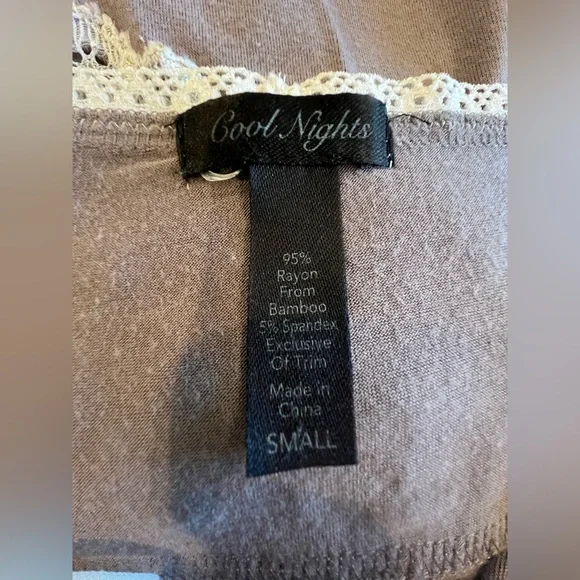 Cool Nights
95%
Rayon
From
Bamboo
5% Spandex
Exclusive
Of Trim
Made in
China
SMALL